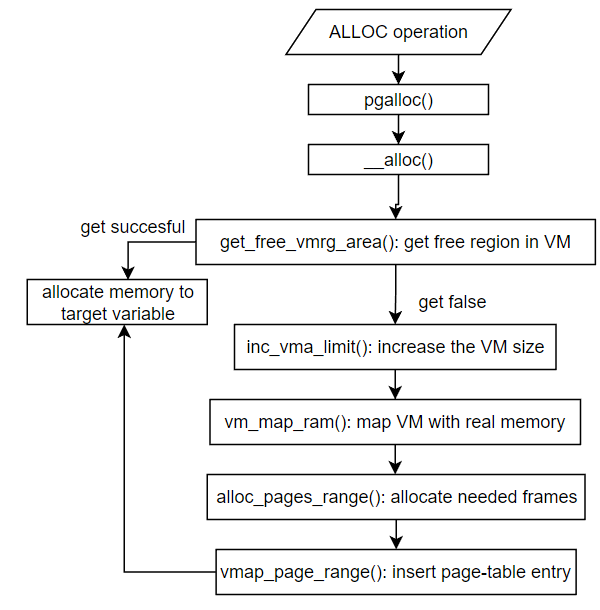 ALLOC operation
pgalloc()
__alloc()
get succesful
get_free_vmrg_area(): get free region in VM
allocate memory to
target variable
get false
inc_vma_limit(): increase the VM size
vm_map_ram(): map VM with real memory
alloc_pages_range(): allocate needed frames
vmap_page_range(): insert page-table entry